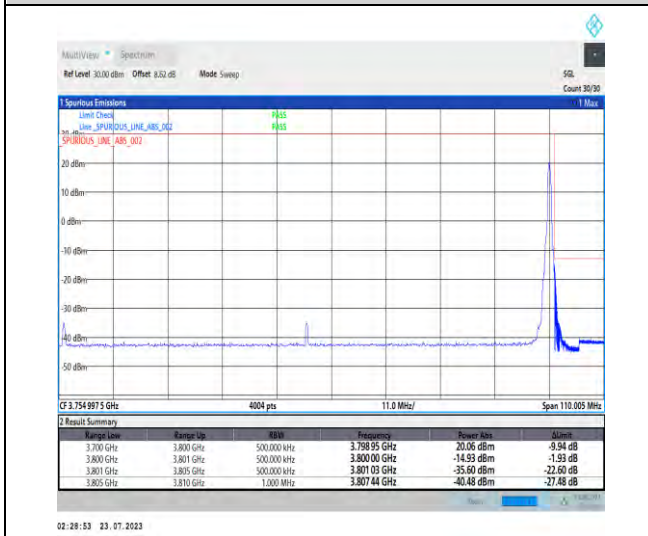 MultiView Spectrum
Ref Level 30.00 dBm Offset 8.62 dB Mode Sweep SGL
Count 30/30
1 Spurious Emissions 1 Max
Limit Check PASS
Line _SPURIOUS_LINE_ABS_002 PASS
_SPURIOUS_LINE_ABS_002
20 dBm
10 dBm
0 dBm
-10 dBm
-20 dBm
-30 dBm
-40 dBm
-50 dBm
CF 3.754 997 5 GHz 4004 pts 11.0 MHz/ Span 110.005 MHz
2 Result Summary
Range Low Range Up RBW Frequency Power Abs ΔLimit
3.700 GHz 3.800 GHz 500.000 kHz 3.798 95 GHz 20.06 dBm -9.94 dB
3.800 GHz 3.801 GHz 500.000 kHz 3.800 00 GHz -14.93 dBm -1.93 dB
3.801 GHz 3.805 GHz 500.000 kHz 3.801 03 GHz -35.60 dBm -22.60 dB
3.805 GHz 3.810 GHz 1.000 MHz 3.807 44 GHz -40.48 dBm -27.48 dB
02:28:53 23.07.2023